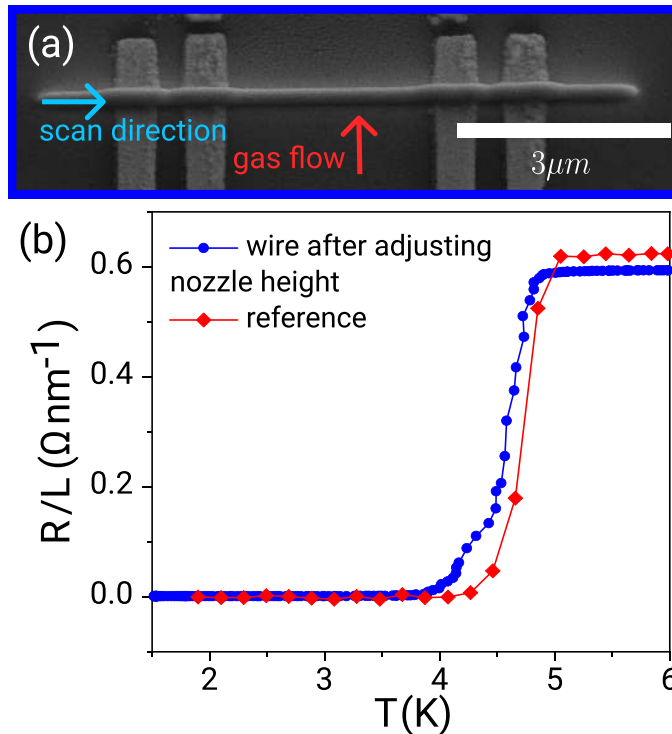 (a)
scan direction
gas flow
3μm
(b)
wire after adjusting
nozzle height
reference
R/L (Ω nm⁻¹)
0.6
0.4
0.2
0.0
2 3 4 5 6
T(K)